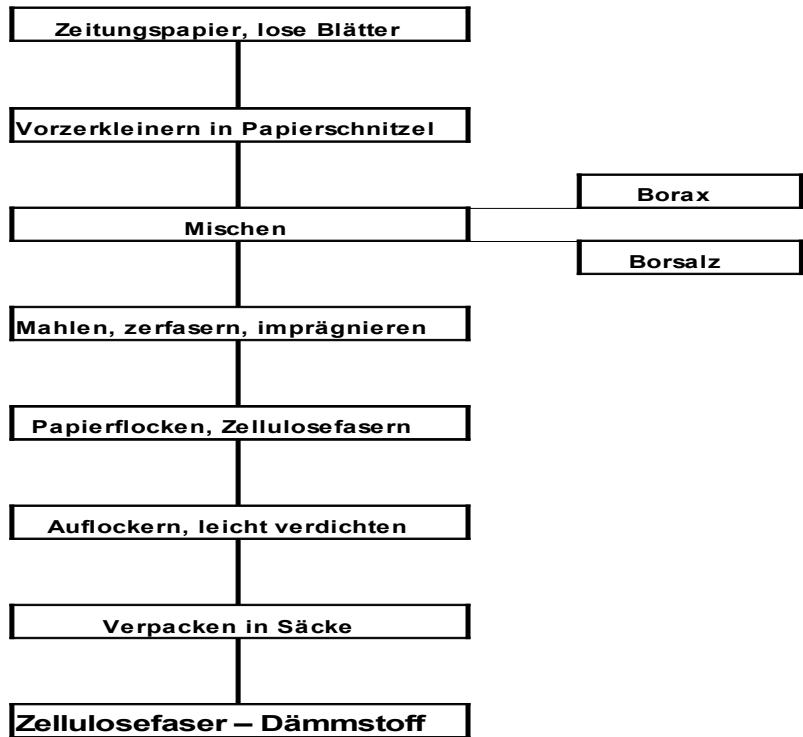 Zeitungspapier, lose Blätter
Vorzerkleinern in Papierschnitzel
Borax
Mischen
Borsalz
Mahlen, zerfasern, imprägnieren
Papierflocken, Zellulosefasern
Auflockern, leicht verdichten
Verpacken in Säcke
Zellulosefaser – Dämmstoff